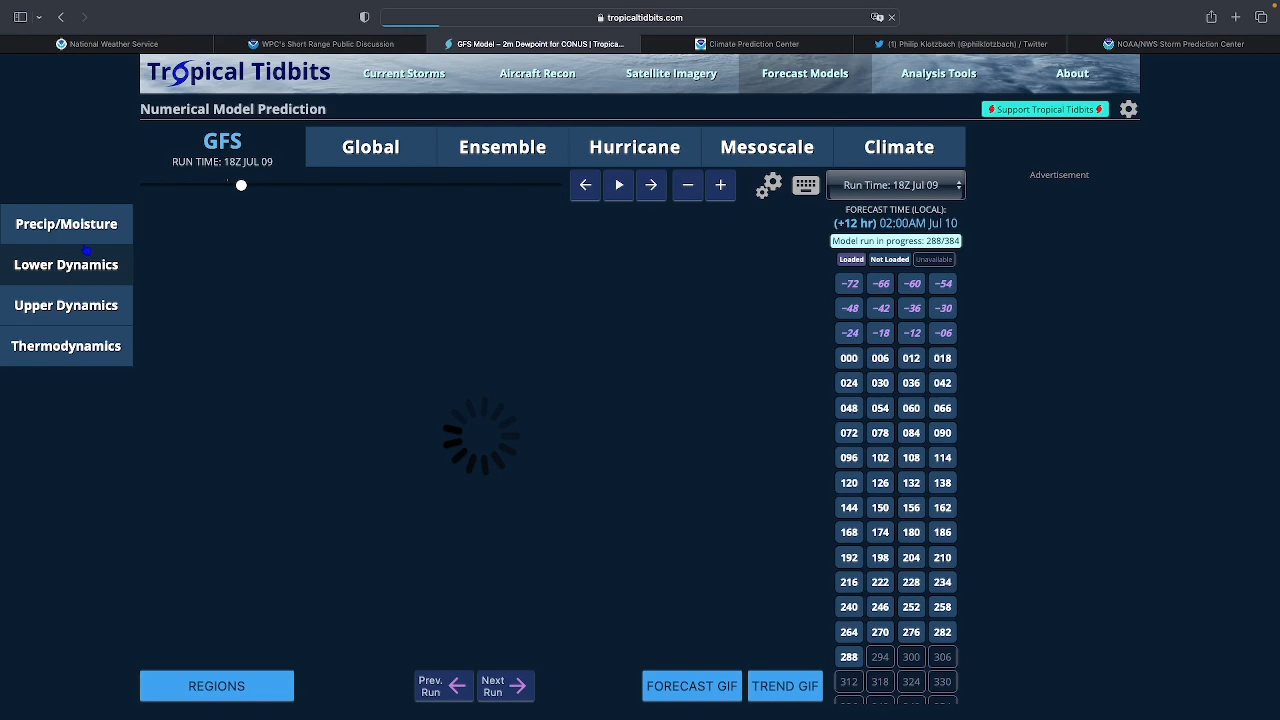 tropicaltidbits.com
National Weather Service
WPC's Short Range Public Discussion
GFS Model – 2m Dewpoint for CONUS | Tropica...
Climate Prediction Center
(1) Philip Klotzbach (@philklotzbach) / Twitter
NOAA/NWS Storm Prediction Center
Tropical Tidbits
Current Storms
Aircraft Recon
Satellite Imagery
Forecast Models
Analysis Tools
About
Numerical Model Prediction
Support Tropical Tidbits
GFS
RUN TIME: 18Z JUL 09
Global
Ensemble
Hurricane
Mesoscale
Climate
Run Time: 18Z Jul 09
Advertisement
Precip/Moisture
Lower Dynamics
Upper Dynamics
Thermodynamics
FORECAST TIME (LOCAL):
(+12 hr) 02:00AM Jul 10
Model run in progress: 288/384
Loaded Not Loaded Unavailable
-72 -66 -60 -54
-48 -42 -36 -30
-24 -18 -12 -06
000 006 012 018
024 030 036 042
048 054 060 066
072 078 084 090
096 102 108 114
120 126 132 138
144 150 156 162
168 174 180 186
192 198 204 210
216 222 228 234
240 246 252 258
264 270 276 282
288 294 300 306
312 318 324 330
REGIONS
Prev. Run
Next Run
FORECAST GIF
TREND GIF